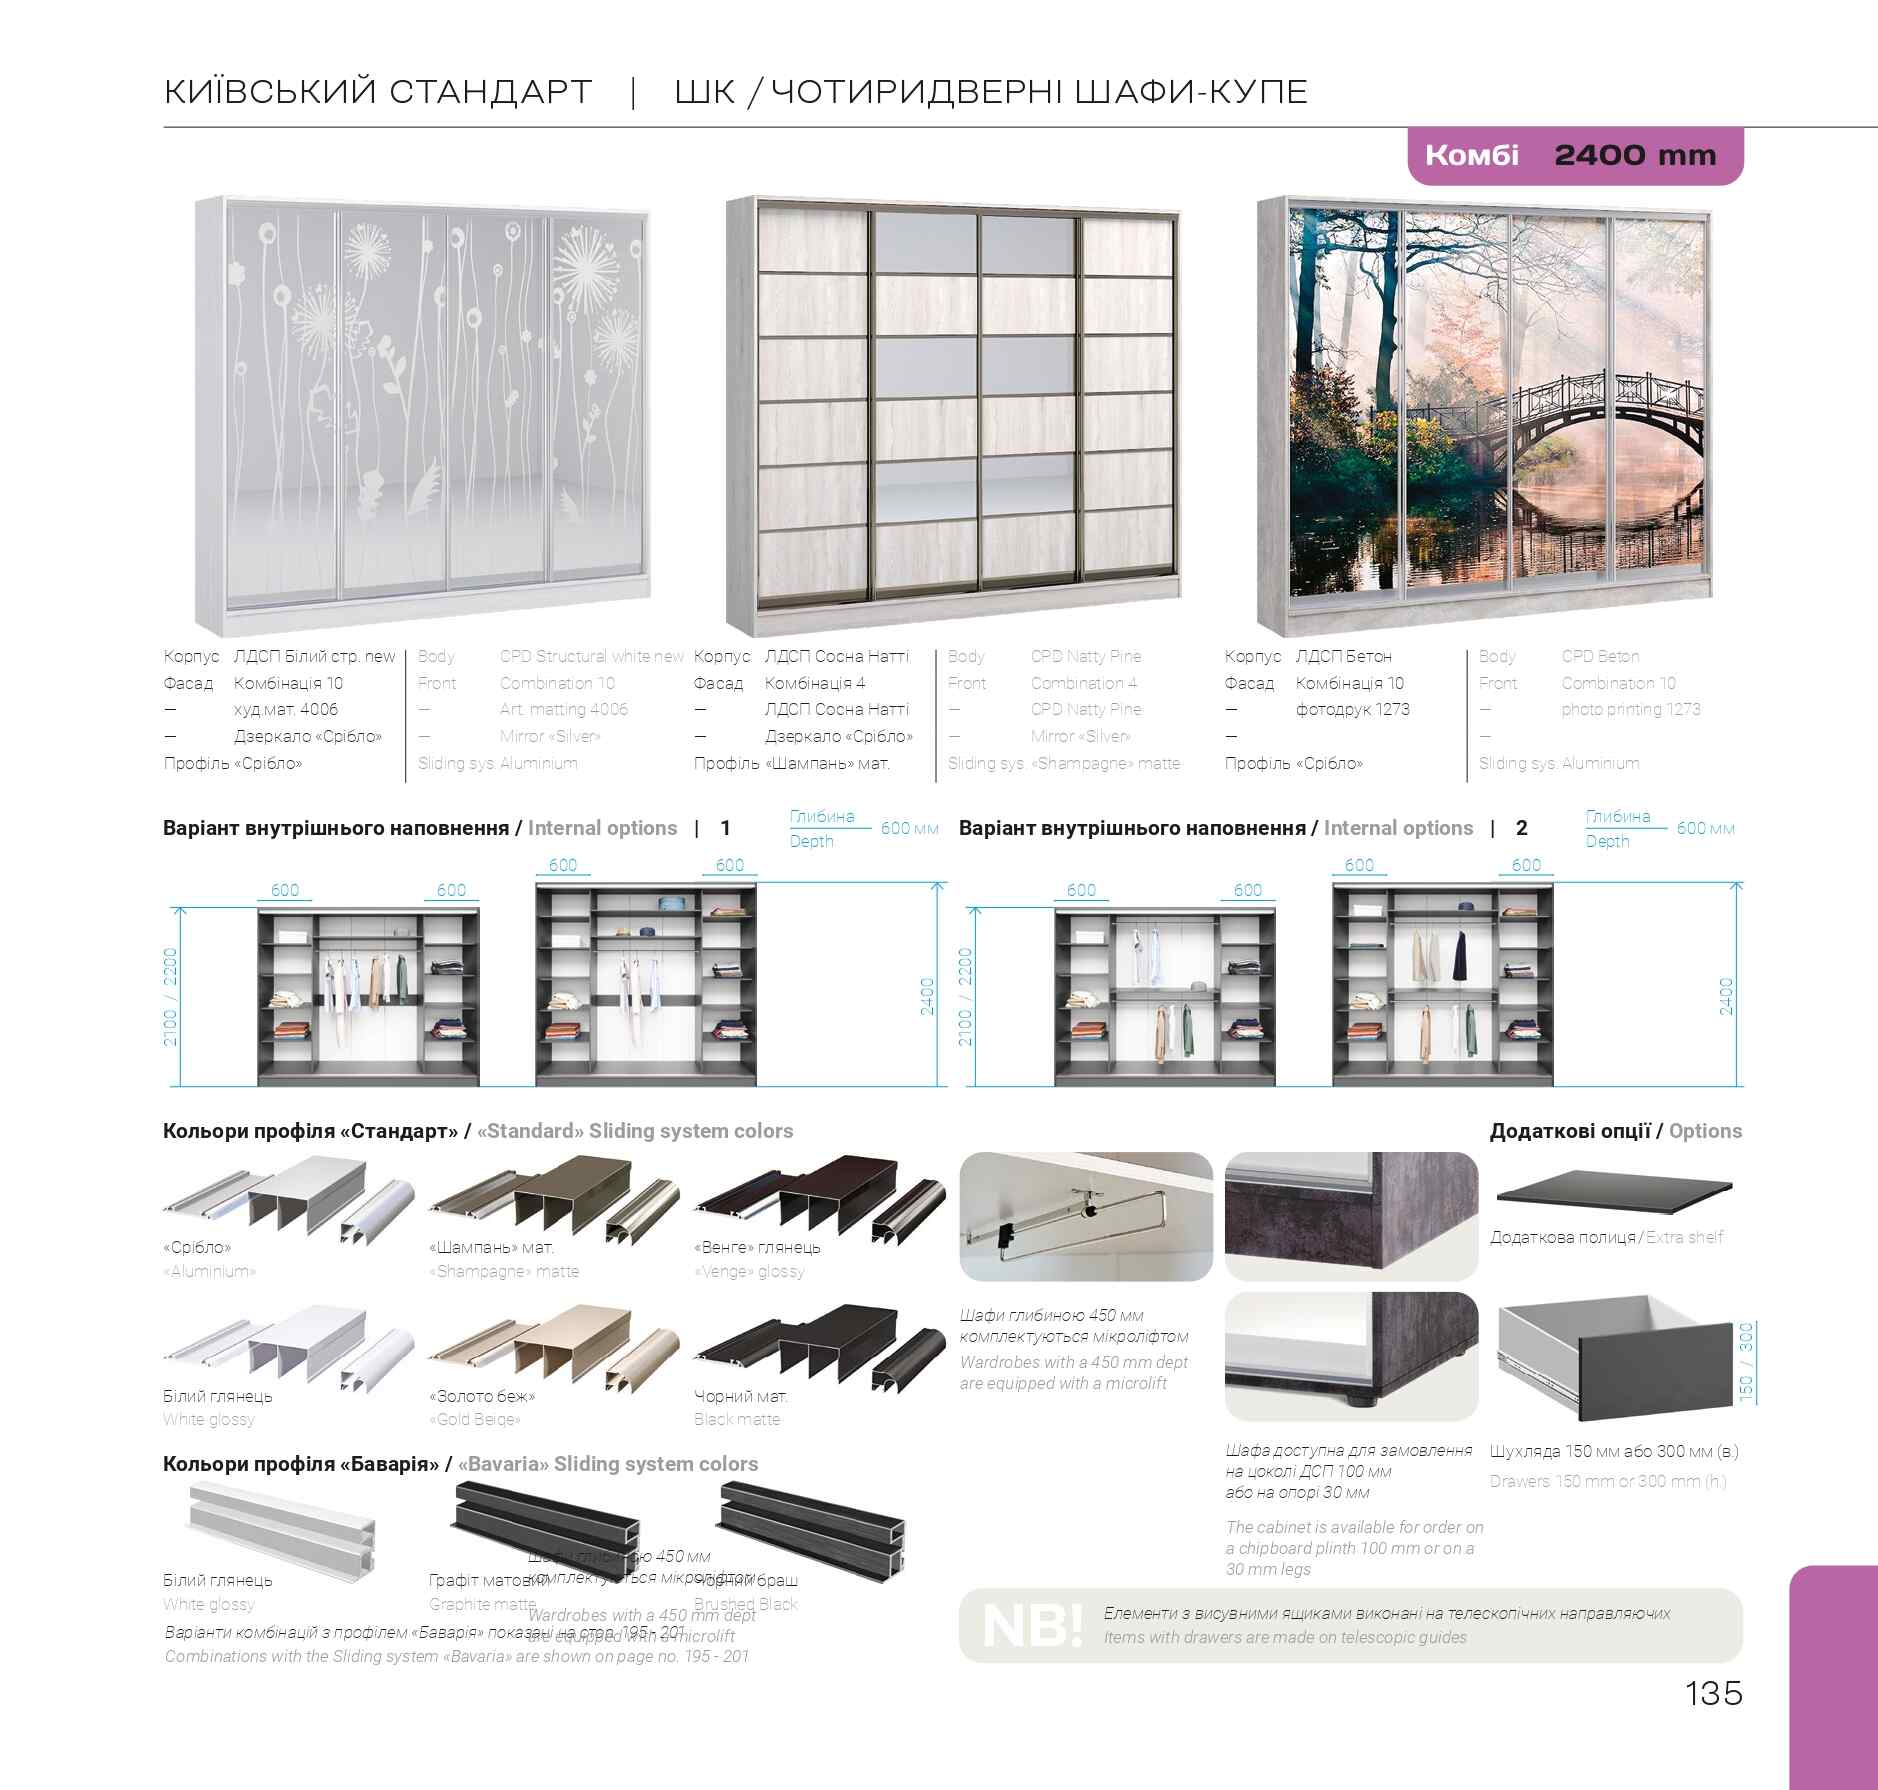 КИЇВСЬКИЙ СТАНДАРТ | ШК / ЧОТИРИДВЕРНІ ШАФИ-КУПЕ
Комбі 2400 mm
Корпус ЛДСП Білий стр. new
Фасад Комбінація 10
— худ.мат. 4006
— Дзеркало «Срібло»
Профіль «Срібло»
Body CPD Structural white new
Front Combination 10
— Art. matting 4006
— Mirror «Silver»
Sliding sys. Aluminium
Корпус ЛДСП Сосна Натті
Фасад Комбінація 4
— ЛДСП Сосна Натті
— Дзеркало «Срібло»
Профіль «Шампань» мат.
Body CPD Natty Pine
Front Combination 4
— CPD Natty Pine
— Mirror «Silver»
Sliding sys. «Shampagne» matte
Корпус ЛДСП Бетон
Фасад Комбінація 10
— фотодрук 1273
—
Профіль «Срібло»
Body CPD Beton
Front Combination 10
— photo printing 1273
—
Sliding sys. Aluminium
Варіант внутрішнього наповнення / Internal options | 1
Глибина
Depth
600 мм
600
600
600
600
2100 / 2200
2400
Варіант внутрішнього наповнення / Internal options | 2
Глибина
Depth
600 мм
600
600
600
600
2100 / 2200
2400
Кольори профіля «Стандарт» / «Standard» Sliding system colors
«Срібло»
«Aluminium»
«Шампань» мат.
«Shampagne» matte
«Венге» глянець
«Venge» glossy
Білий глянець
White glossy
«Золото беж»
«Gold Beige»
Чорний мат.
Black matte
Кольори профіля «Баварія» / «Bavaria» Sliding system colors
Білий глянець
White glossy
Графіт матовий
Graphite matte
Чорний браш
Brushed Black
Шафи глибиною 450 мм
комплектуються мікроліфтом
Wardrobes with a 450 mm dept
are equipped with a microlift
Варіанти комбінацій з профілем «Баварія» показані на стор. 195 - 201
Combinations with the Sliding system «Bavaria» are shown on page no. 195 - 201
Шафи глибиною 450 мм
комплектуються мікроліфтом
Wardrobes with a 450 mm dept
are equipped with a microlift
Шафа доступна для замовлення
на цоколі ДСП 100 мм
або на опорі 30 мм
The cabinet is available for order on
a chipboard plinth 100 mm or on a
30 mm legs
Додаткові опції / Options
Додаткова полиця / Extra shelf
150 / 300
Шухляда 150 мм або 300 мм (в.)
Drawers 150 mm or 300 mm (h.)
NB!
Елементи з висувними ящиками виконані на телескопічних направляючих
Items with drawers are made on telescopic guides
135